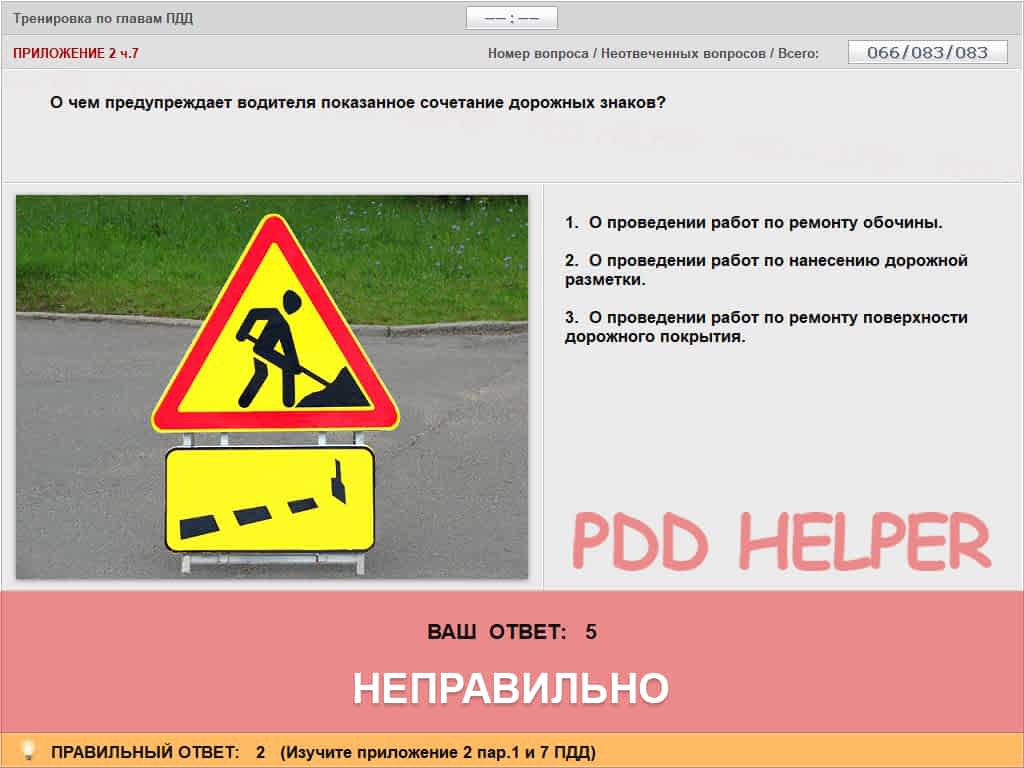 Тренировка по главам ПДД
—— : ——
ПРИЛОЖЕНИЕ 2 ч.7
Номер вопроса / Неотвеченных вопросов / Всего: 066/083/083
О чем предупреждает водителя показанное сочетание дорожных знаков?
1. О проведении работ по ремонту обочины.
2. О проведении работ по нанесению дорожной
разметки.
3. О проведении работ по ремонту поверхности
дорожного покрытия.
PDD HELPER
ВАШ ОТВЕТ: 5
НЕПРАВИЛЬНО
ПРАВИЛЬНЫЙ ОТВЕТ: 2 (Изучите приложение 2 пар.1 и 7 ПДД)